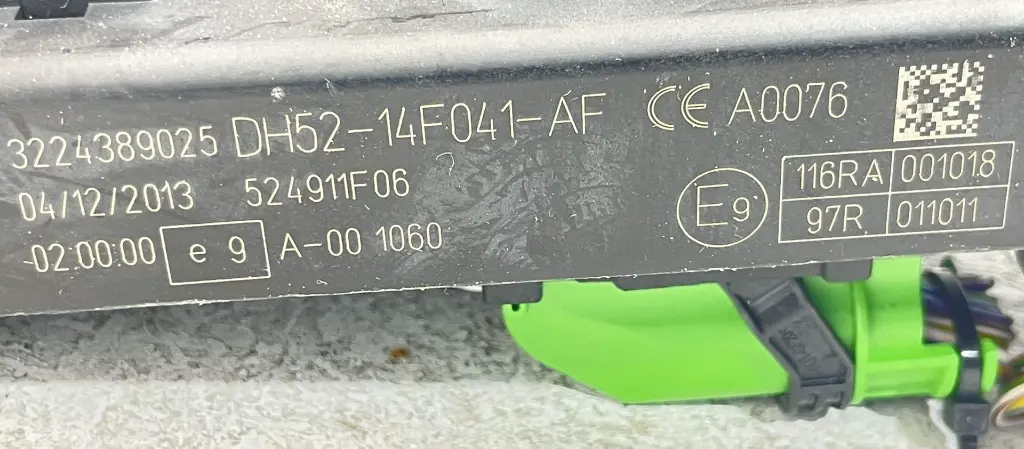 3224389025 DH52-14F041-AF CE A0076
04/12/2013 524911F06
-02:00:00 e 9 A-00 1060
E9
116RA 001018
97R 011011